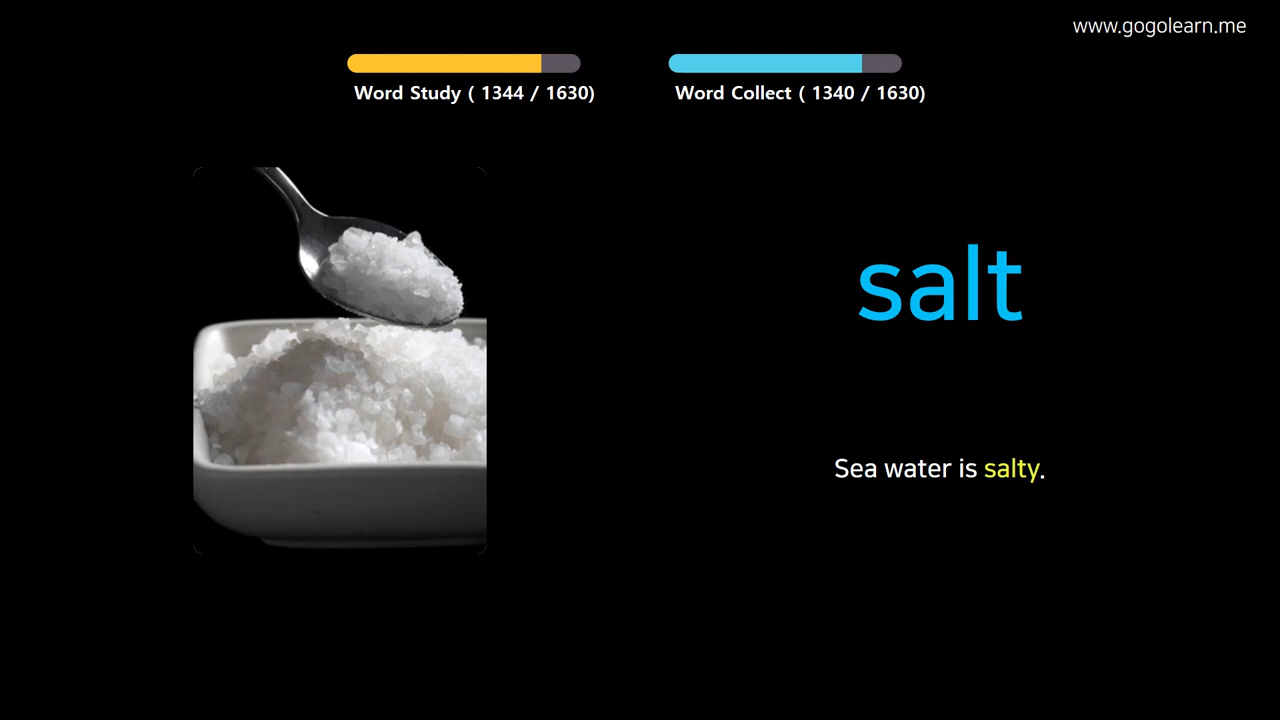 www.gogolearn.me
Word Study ( 1344 / 1630)
Word Collect ( 1340 / 1630)
salt
Sea water is salty.